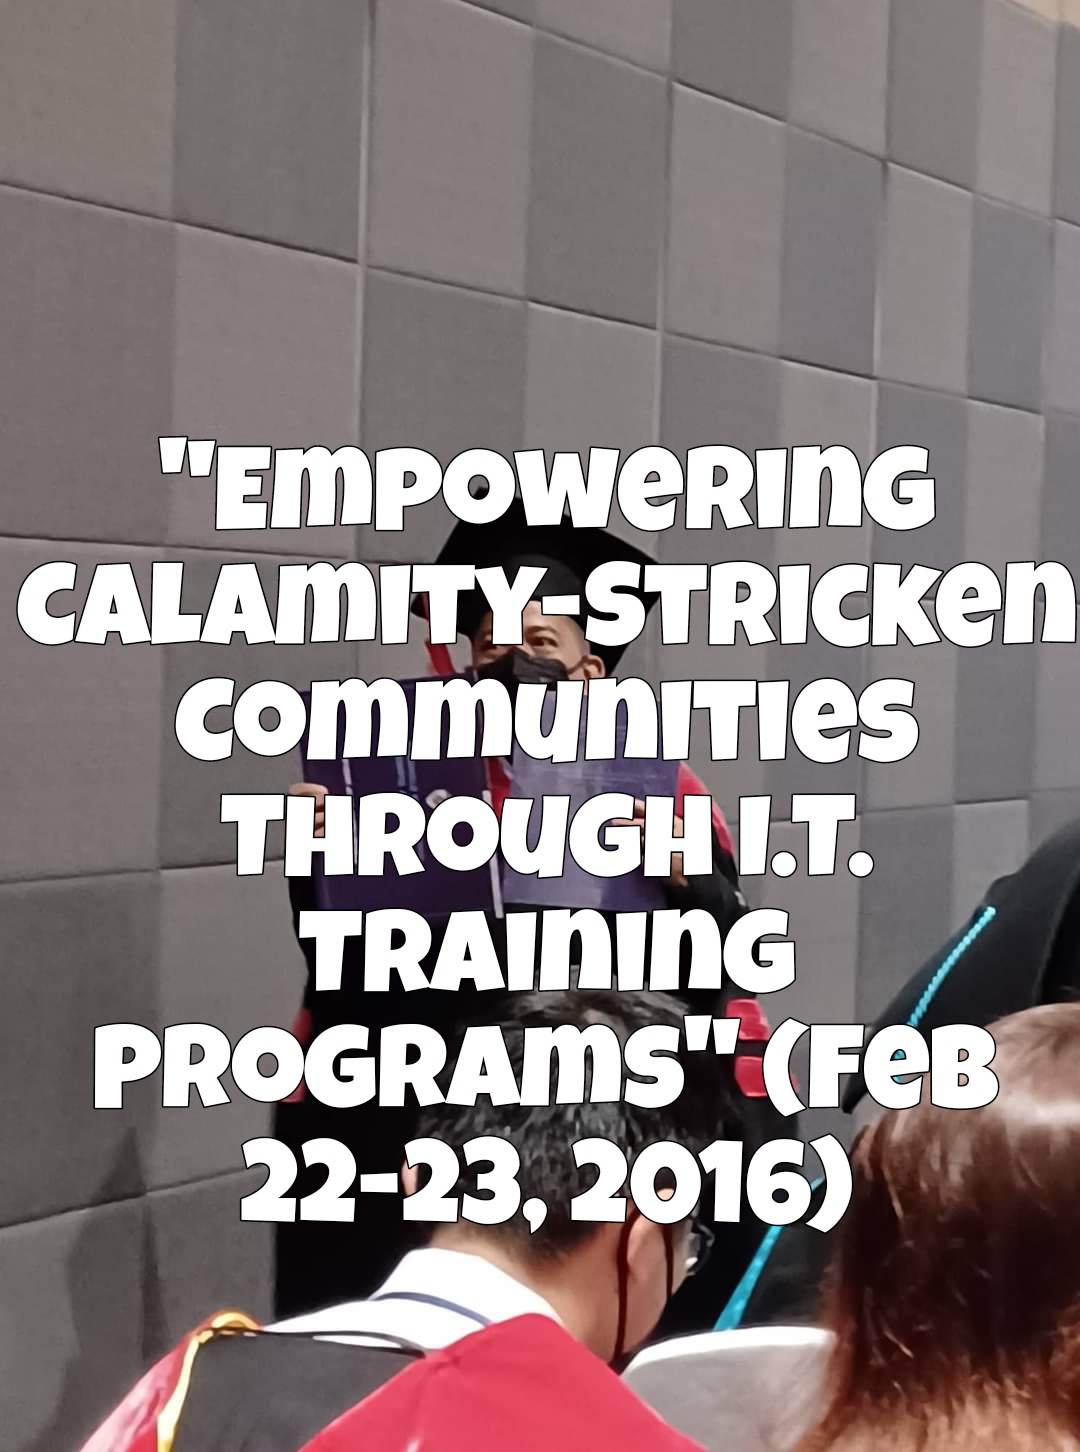 "Empowering
Calamity-Stricken
Communities
through I.T.
Training
Programs" (Feb
22-23, 2016)